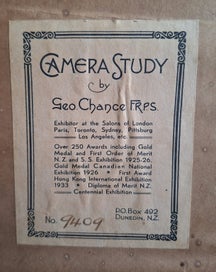 CAMERA STUDY
by
Geo Chance F.R.P.S.
Exhibitor at the Salons of London
Paris, Toronto, Sydney, Pittsburg
Los Angeles, etc.
Over 250 Awards including Gold
Medal and First Order of Merit
N.Z. and S. S. Exhibition 1925-26.
Gold Medal Canadian National
Exhibition 1926 • First Award
Hong Kong International Exhibition
1933 • Diploma of Merit N.Z.
Centennial Exhibition
P.O. Box 492
No. 9409
DUNEDIN, N.Z.